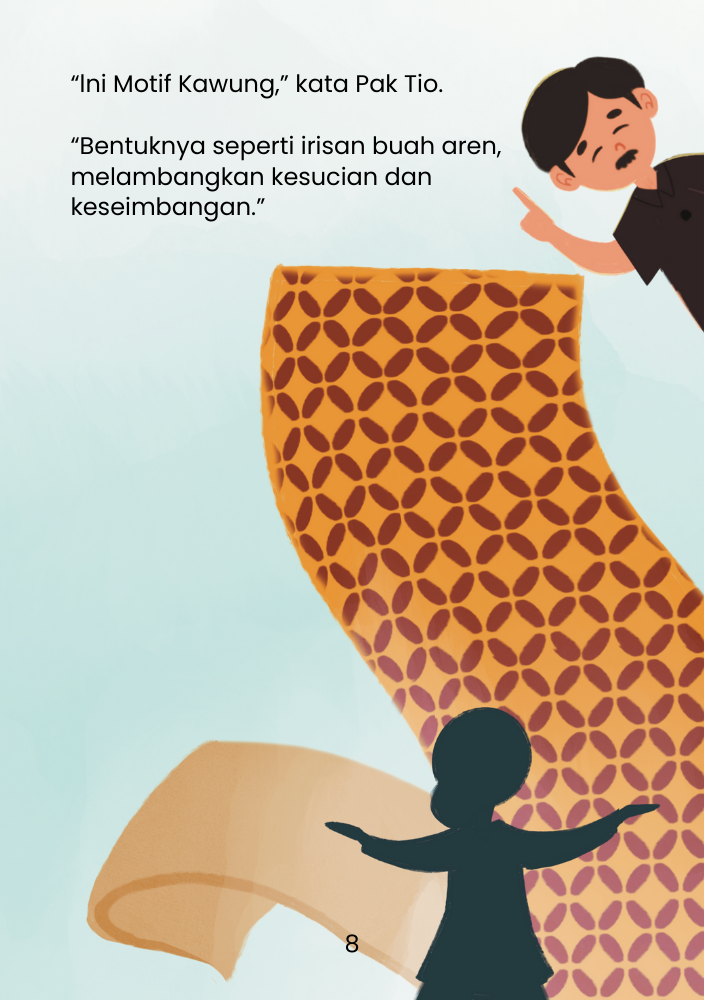 “Ini Motif Kawung,” kata Pak Tio.
“Bentuknya seperti irisan buah aren,
melambangkan kesucian dan
keseimbangan.”
8